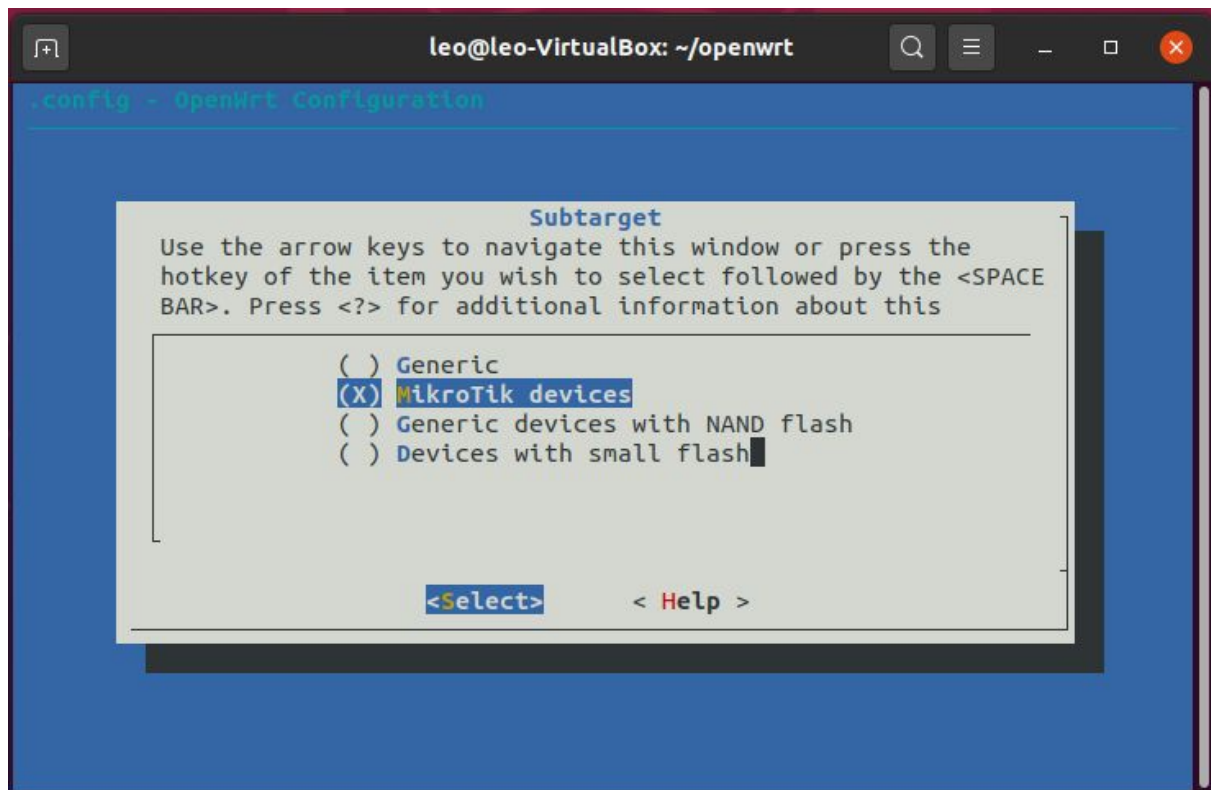 leo@leo-VirtualBox: ~/openwrt
.config - OpenWrt Configuration
Subtarget
Use the arrow keys to navigate this window or press the
hotkey of the item you wish to select followed by the <SPACE
BAR>. Press <?> for additional information about this
( ) Generic
(X) MikroTik devices
( ) Generic devices with NAND flash
( ) Devices with small flash
<Select> < Help >